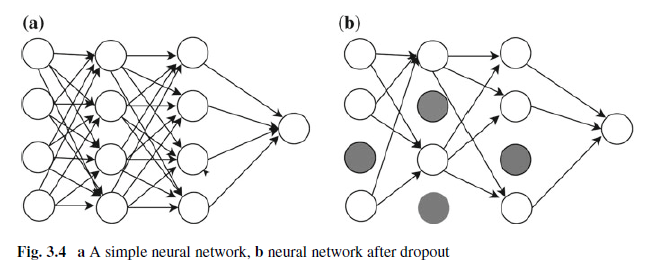 (a) (b)
Fig. 3.4 a A simple neural network, b neural network after dropout